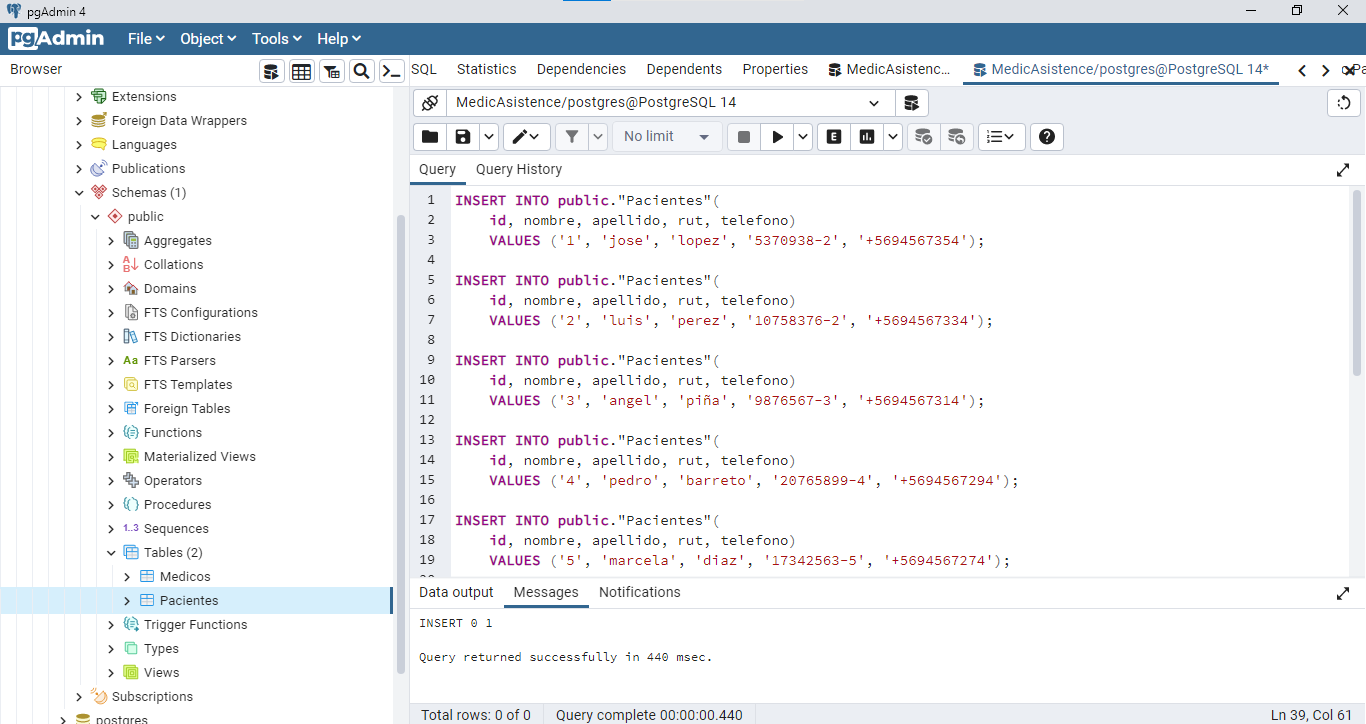 pgAdmin 4
pgAdmin
File Object Tools Help
Browser
SQL Statistics Dependencies Dependents Properties MedicAsistenc... MedicAsistence/postgres@PostgreSQL 14*
Extensions
Foreign Data Wrappers
Languages
Publications
Schemas (1)
public
Aggregates
Collations
Domains
FTS Configurations
FTS Dictionaries
FTS Parsers
FTS Templates
Foreign Tables
Functions
Materialized Views
Operators
Procedures
Sequences
Tables (2)
Medicos
Pacientes
Trigger Functions
Types
Views
Subscriptions
postgres
MedicAsistence/postgres@PostgreSQL 14
No limit
Query Query History
1 INSERT INTO public."Pacientes"(
2 id, nombre, apellido, rut, telefono)
3 VALUES ('1', 'jose', 'lopez', '5370938-2', '+5694567354');
4
5 INSERT INTO public."Pacientes"(
6 id, nombre, apellido, rut, telefono)
7 VALUES ('2', 'luis', 'perez', '10758376-2', '+5694567334');
8
9 INSERT INTO public."Pacientes"(
10 id, nombre, apellido, rut, telefono)
11 VALUES ('3', 'angel', 'piña', '9876567-3', '+5694567314');
12
13 INSERT INTO public."Pacientes"(
14 id, nombre, apellido, rut, telefono)
15 VALUES ('4', 'pedro', 'barreto', '20765899-4', '+5694567294');
16
17 INSERT INTO public."Pacientes"(
18 id, nombre, apellido, rut, telefono)
19 VALUES ('5', 'marcela', 'diaz', '17342563-5', '+5694567274');
Data output Messages Notifications
INSERT 0 1
Query returned successfully in 440 msec.
Total rows: 0 of 0 Query complete 00:00:00.440 Ln 39, Col 61